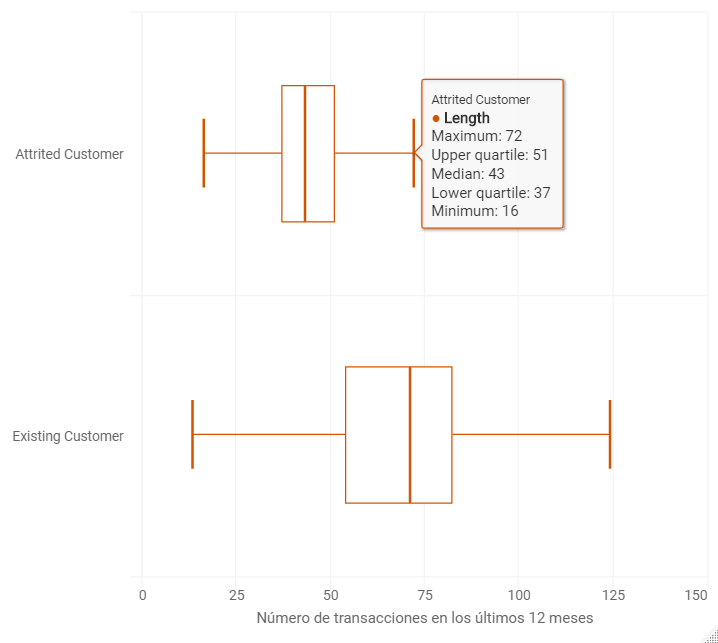 Attrited Customer
Attrited Customer
● Length
Maximum: 72
Upper quartile: 51
Median: 43
Lower quartile: 37
Minimum: 16
Existing Customer
0 25 50 75 100 125 150
Número de transacciones en los últimos 12 meses